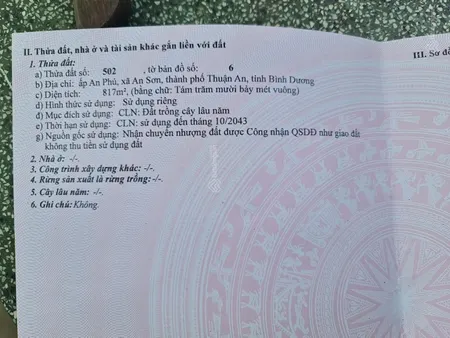 II. Thửa đất, nhà ở và tài sản khác gắn liền với đất
III. Sơ đồ
1. Thửa đất:
a) Thửa đất số: 502 , tờ bản đồ số: 6
b) Địa chỉ: ấp An Phú, xã An Sơn, thành phố Thuận An, tỉnh Bình Dương
c) Diện tích: 817m², (bằng chữ: Tám trăm mười bảy mét vuông)
d) Hình thức sử dụng: Sử dụng riêng
đ) Mục đích sử dụng: CLN: Đất trồng cây lâu năm
e) Thời hạn sử dụng: CLN: sử dụng đến tháng 10/2043
g) Nguồn gốc sử dụng: Nhận chuyển nhượng đất được Công nhận QSDĐ như giao đất
không thu tiền sử dụng đất
2. Nhà ở: -/-.
3. Công trình xây dựng khác: -/-.
4. Rừng sản xuất là rừng trồng: -/-.
5. Cây lâu năm: -/-.
6. Ghi chú: Không.